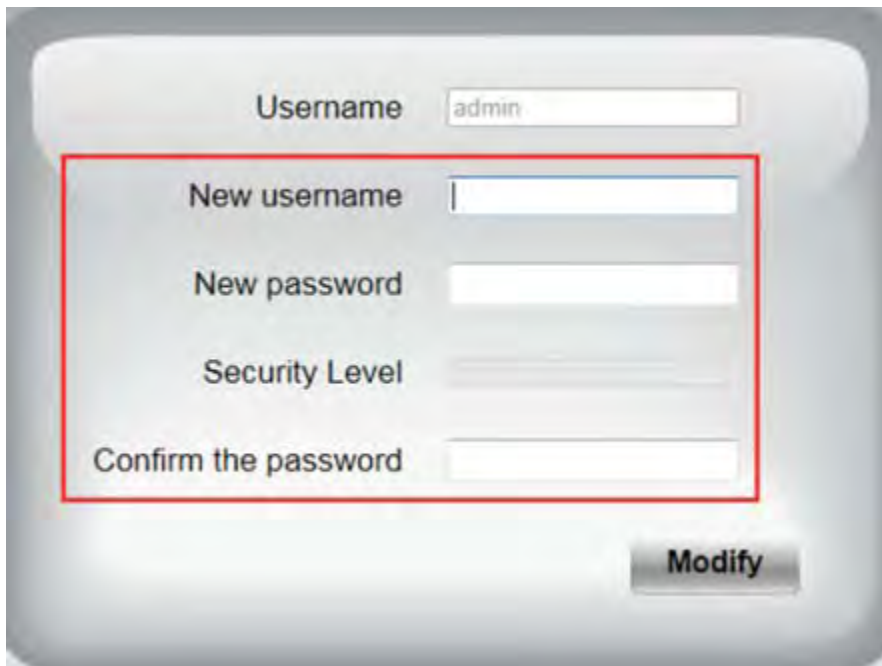 Username admin
New username
New password
Security Level
Confirm the password
Modify